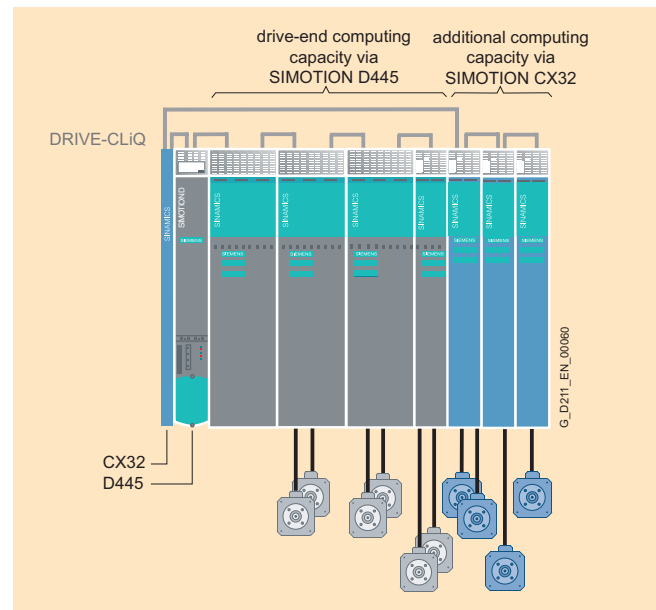 drive-end computing
capacity via
SIMOTION D445
additional computing
capacity via
SIMOTION CX32
DRIVE-CLiQ
SINAMICS
SIMOTION D
SIEMENS
SINAMICS
SIEMENS
SINAMICS
SIEMENS
SINAMICS
SIEMENS
SINAMICS
SIEMENS
SINAMICS
SIEMENS
SINAMICS
SIEMENS
SINAMICS
SIEMENS
G_D211_EN_00060
CX32
D445